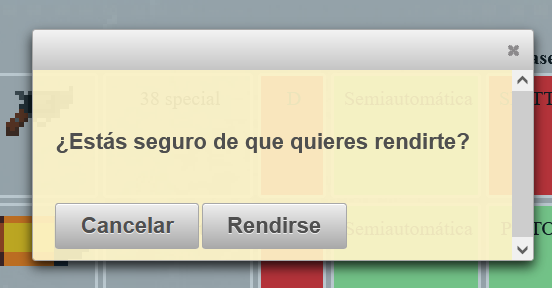 38 special
D
Semiautomática
¿Estás seguro de que quieres rendirte?
Cancelar
Rendirse
Semiautomática